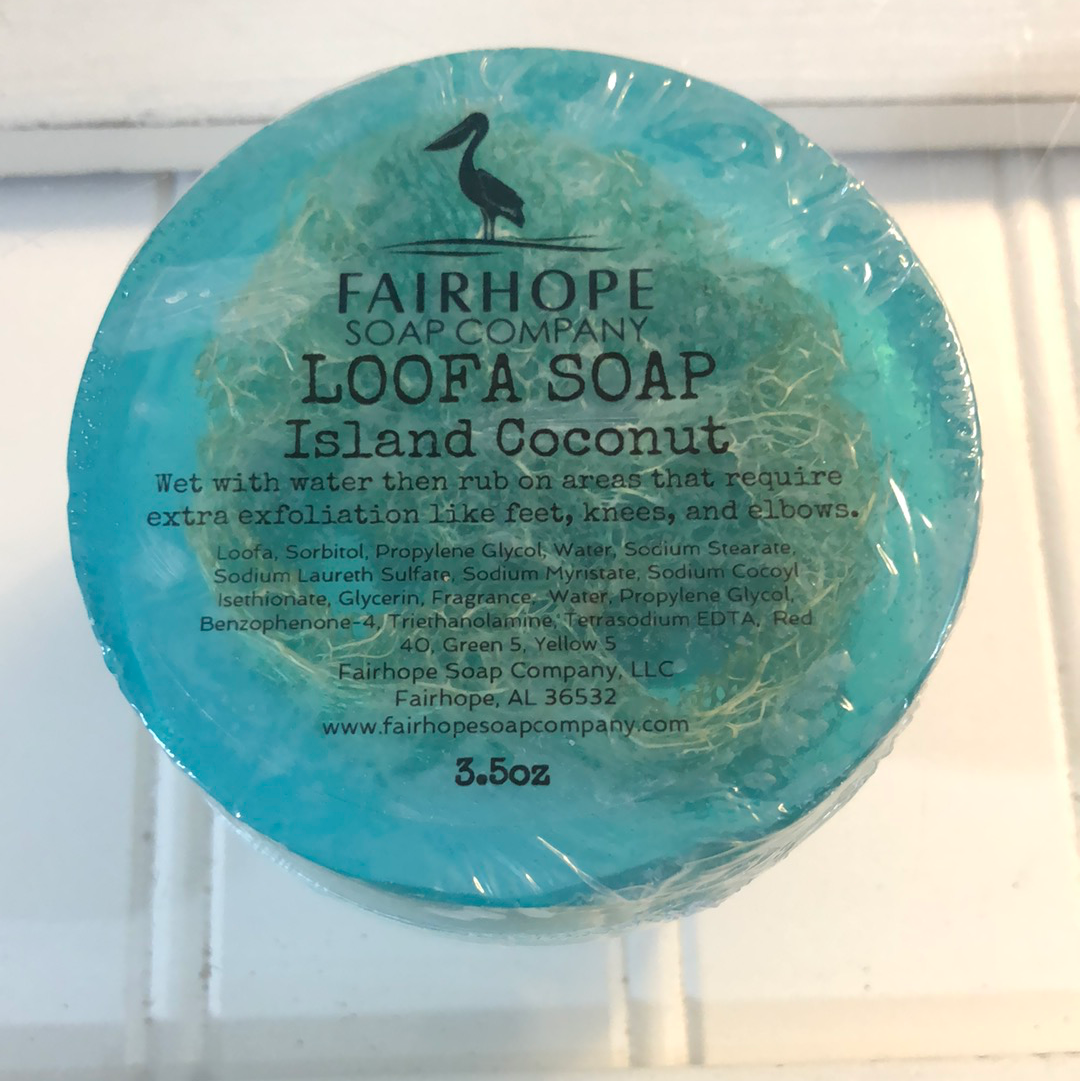 FAIRHOPE
SOAP COMPANY
LOOFA SOAP
Island Coconut
Wet with water then rub on areas that require
extra exfoliation like feet, knees, and elbows.
Loofa, Sorbitol, Propylene Glycol, Water, Sodium Stearate,
Sodium Laureth Sulfate, Sodium Myristate, Sodium Cocoyl
Isethionate, Glycerin, Fragrance, Water, Propylene Glycol,
Benzophenone-4, Triethanolamine, Tetrasodium EDTA, Red
40, Green 5, Yellow 5
Fairhope Soap Company, LLC
Fairhope, AL 36532
www.fairhopesoapcompany.com
3.5oz